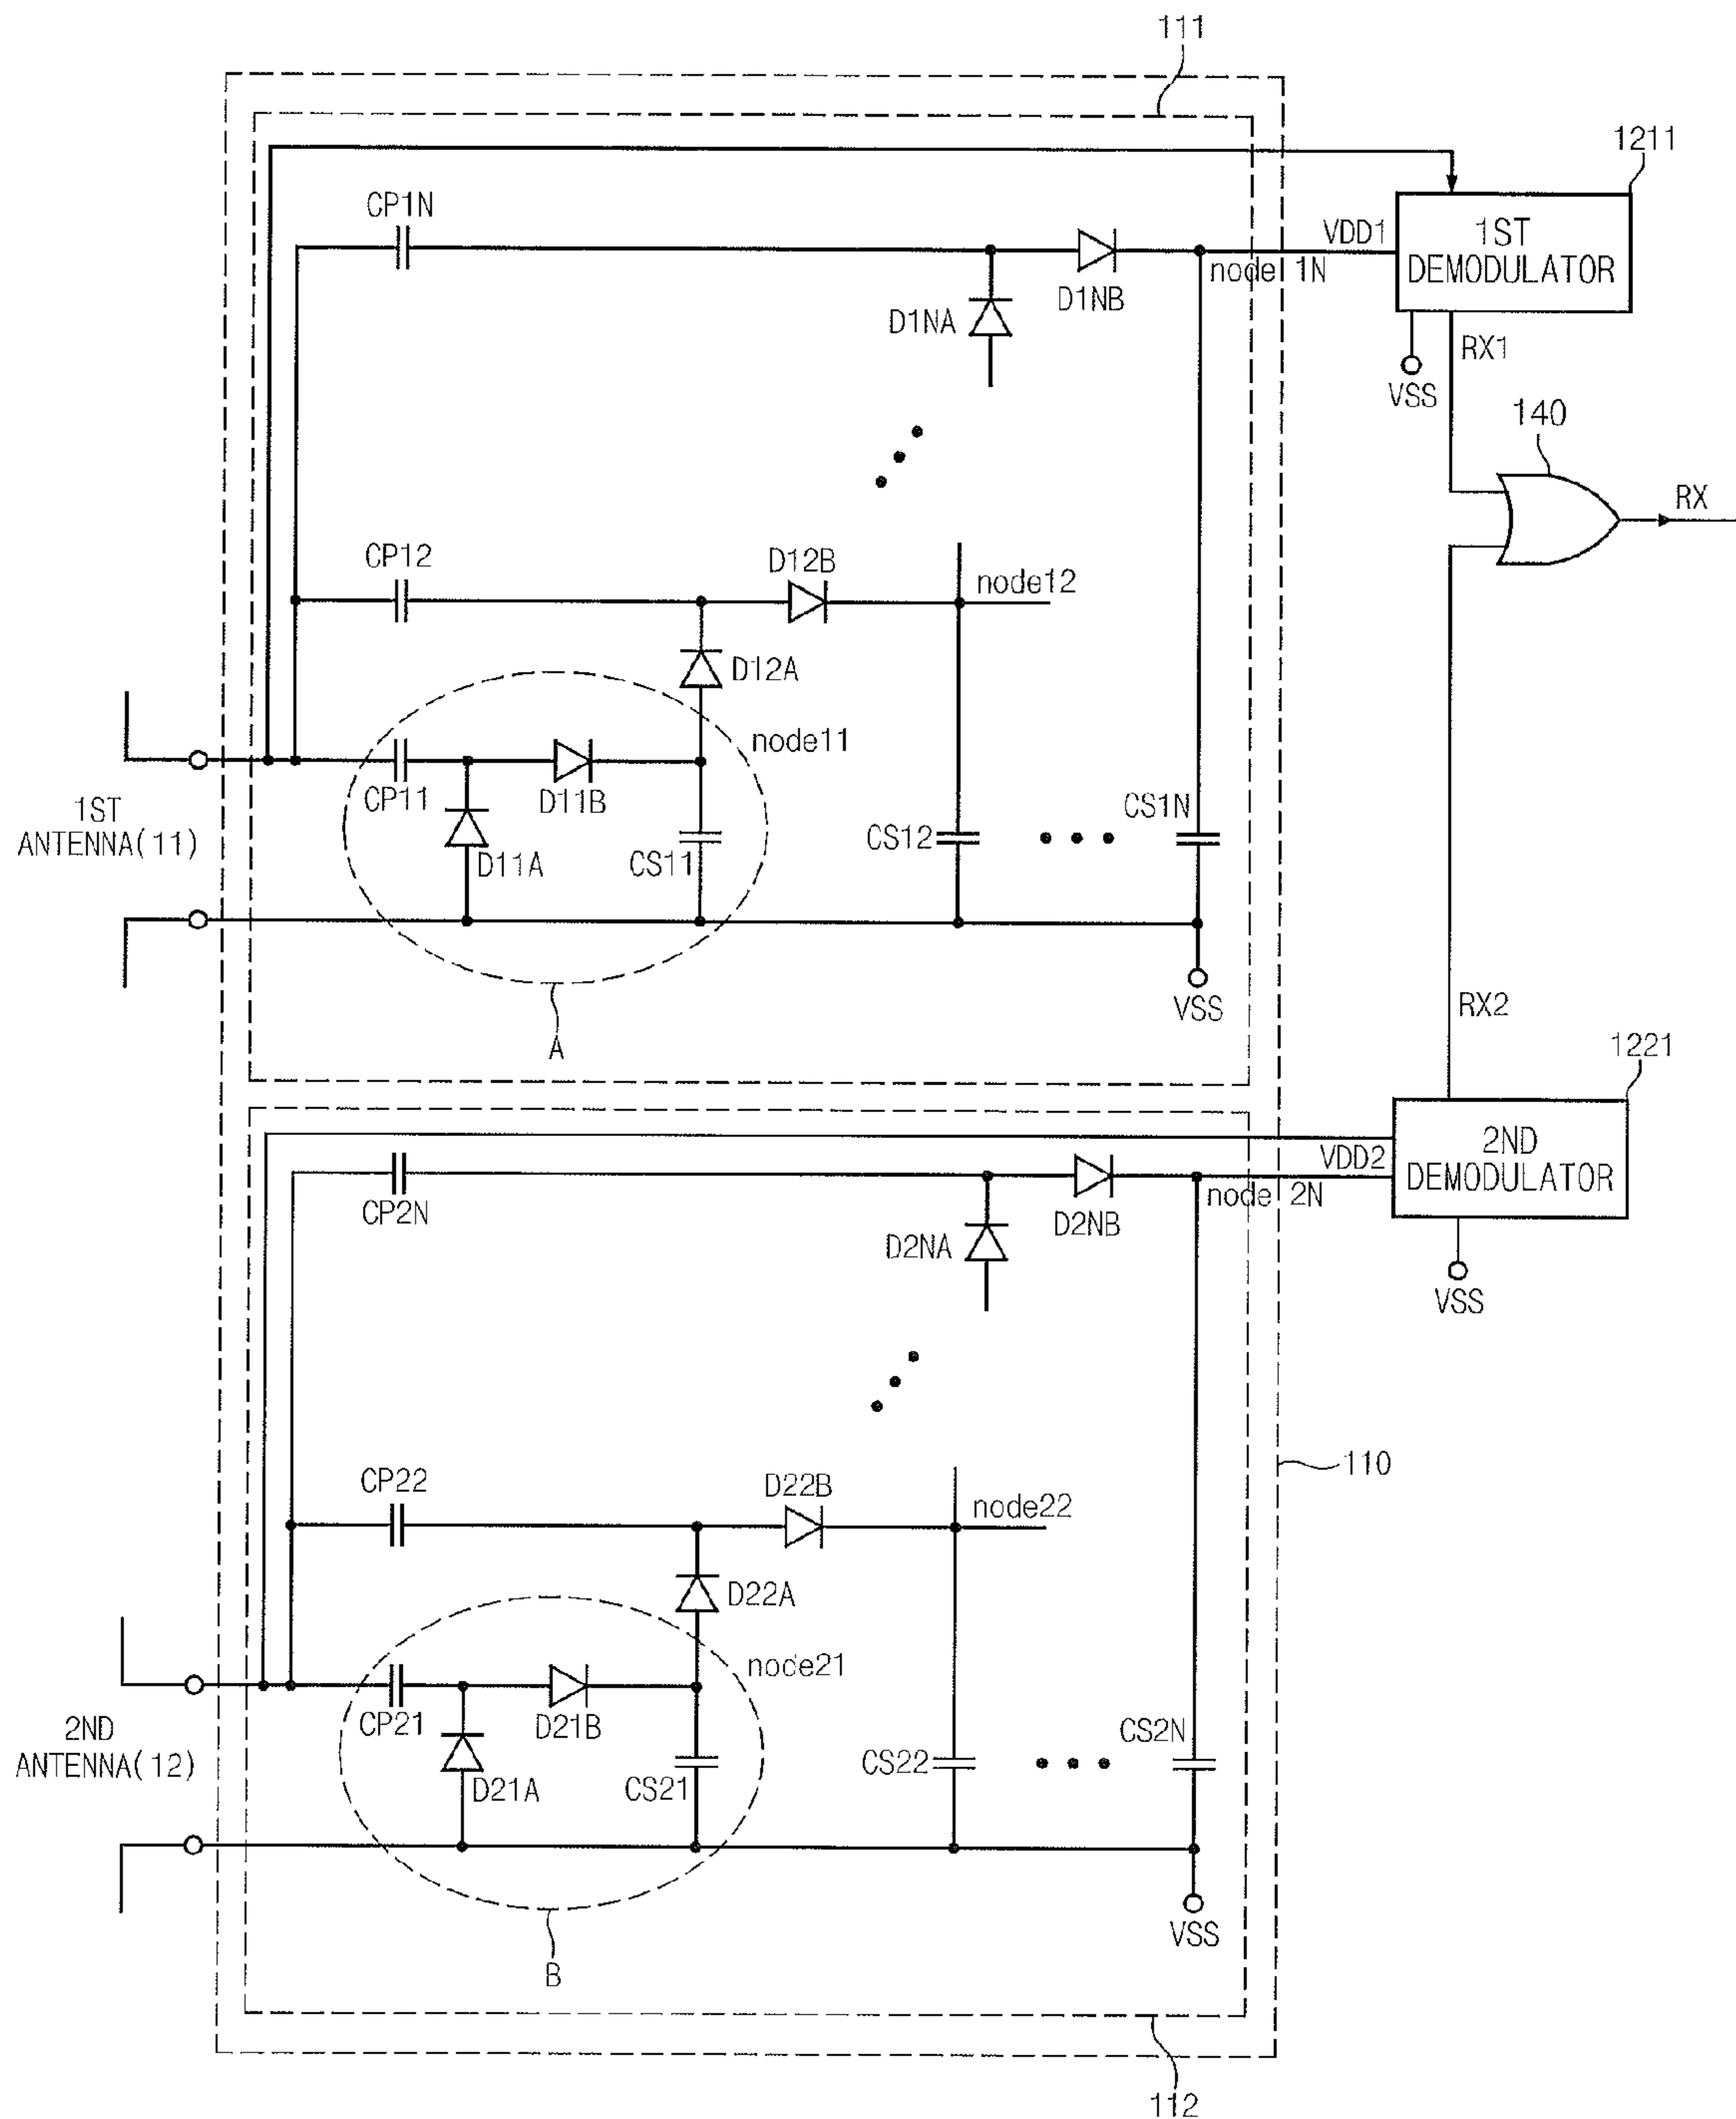 111
1211
CP1N
VDD1
1ST
DEMODULATOR
node 1N
D1NB
D1NA
RX1
VSS
140
RX
CP12
D12B
node12
D12A
node11
CP11
D11B
1ST
ANTENNA(11)
D11A
CS11
CS12
CS1N
VSS
A
RX2
1221
2ND
DEMODULATOR
VDD2
node 2N
CP2N
D2NB
D2NA
VSS
110
CP22
D22B
node22
D22A
node21
CP21
D21B
2ND
ANTENNA(12)
D21A
CS21
CS22
CS2N
VSS
B
112